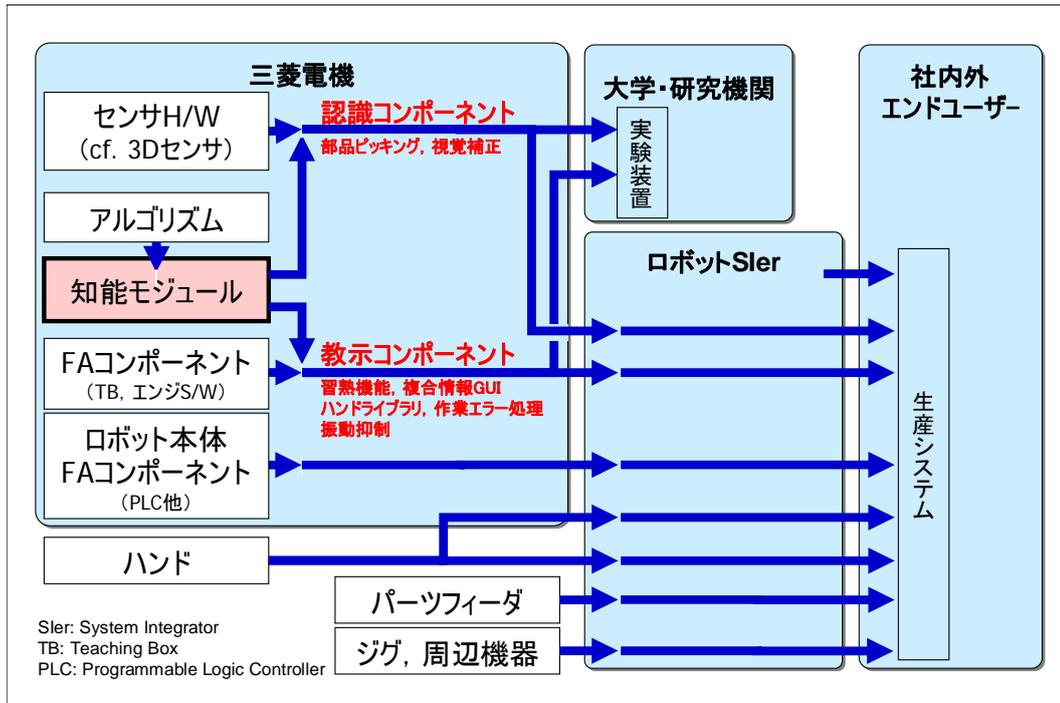 三菱電機
センサH/W
(cf. 3Dセンサ)
アルゴリズム
知能モジュール
FAコンポーネント
(TB, エンジS/W)
ロボット本体
FAコンポーネント
(PLC他)
ハンド
認識コンポーネント
部品ピッキング, 視覚補正
教示コンポーネント
習熟機能, 複合情報GUI
ハンドライブラリ, 作業エラー処理
振動抑制
パーツフィーダ
ジグ, 周辺機器
大学・研究機関
実験装置
ロボットSIer
社内外
エンドユーザー
生産システム
SIer: System Integrator
TB: Teaching Box
PLC: Programmable Logic Controller